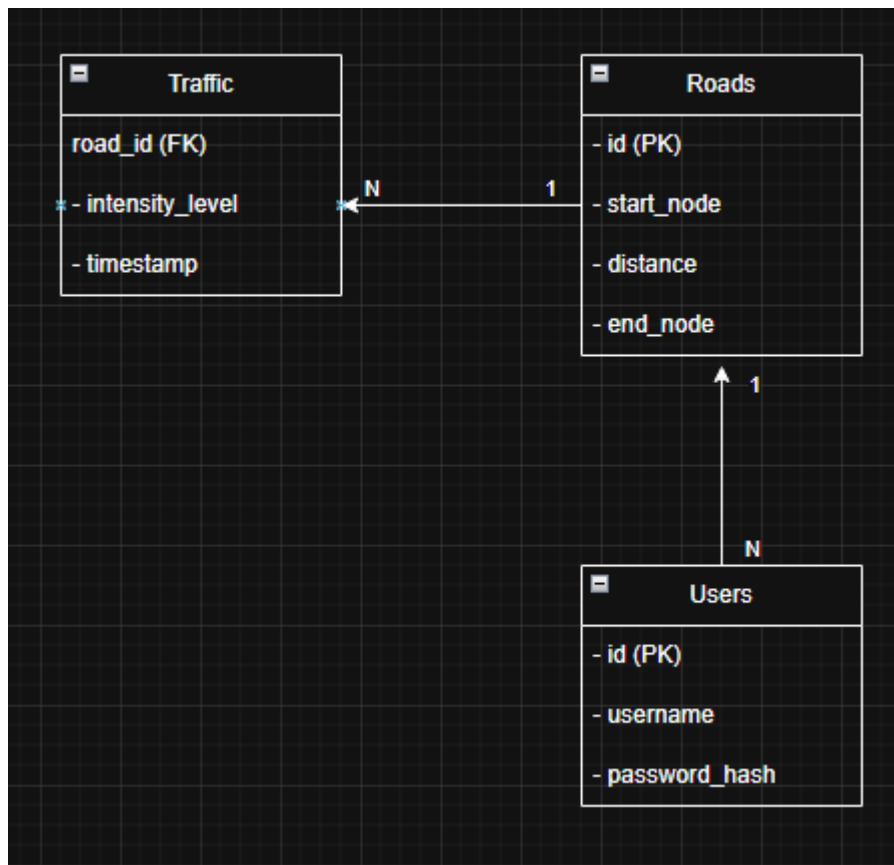 Traffic
road_id (FK)
- intensity_level
- timestamp
N
1
Roads
- id (PK)
- start_node
- distance
- end_node
1
N
Users
- id (PK)
- username
- password_hash